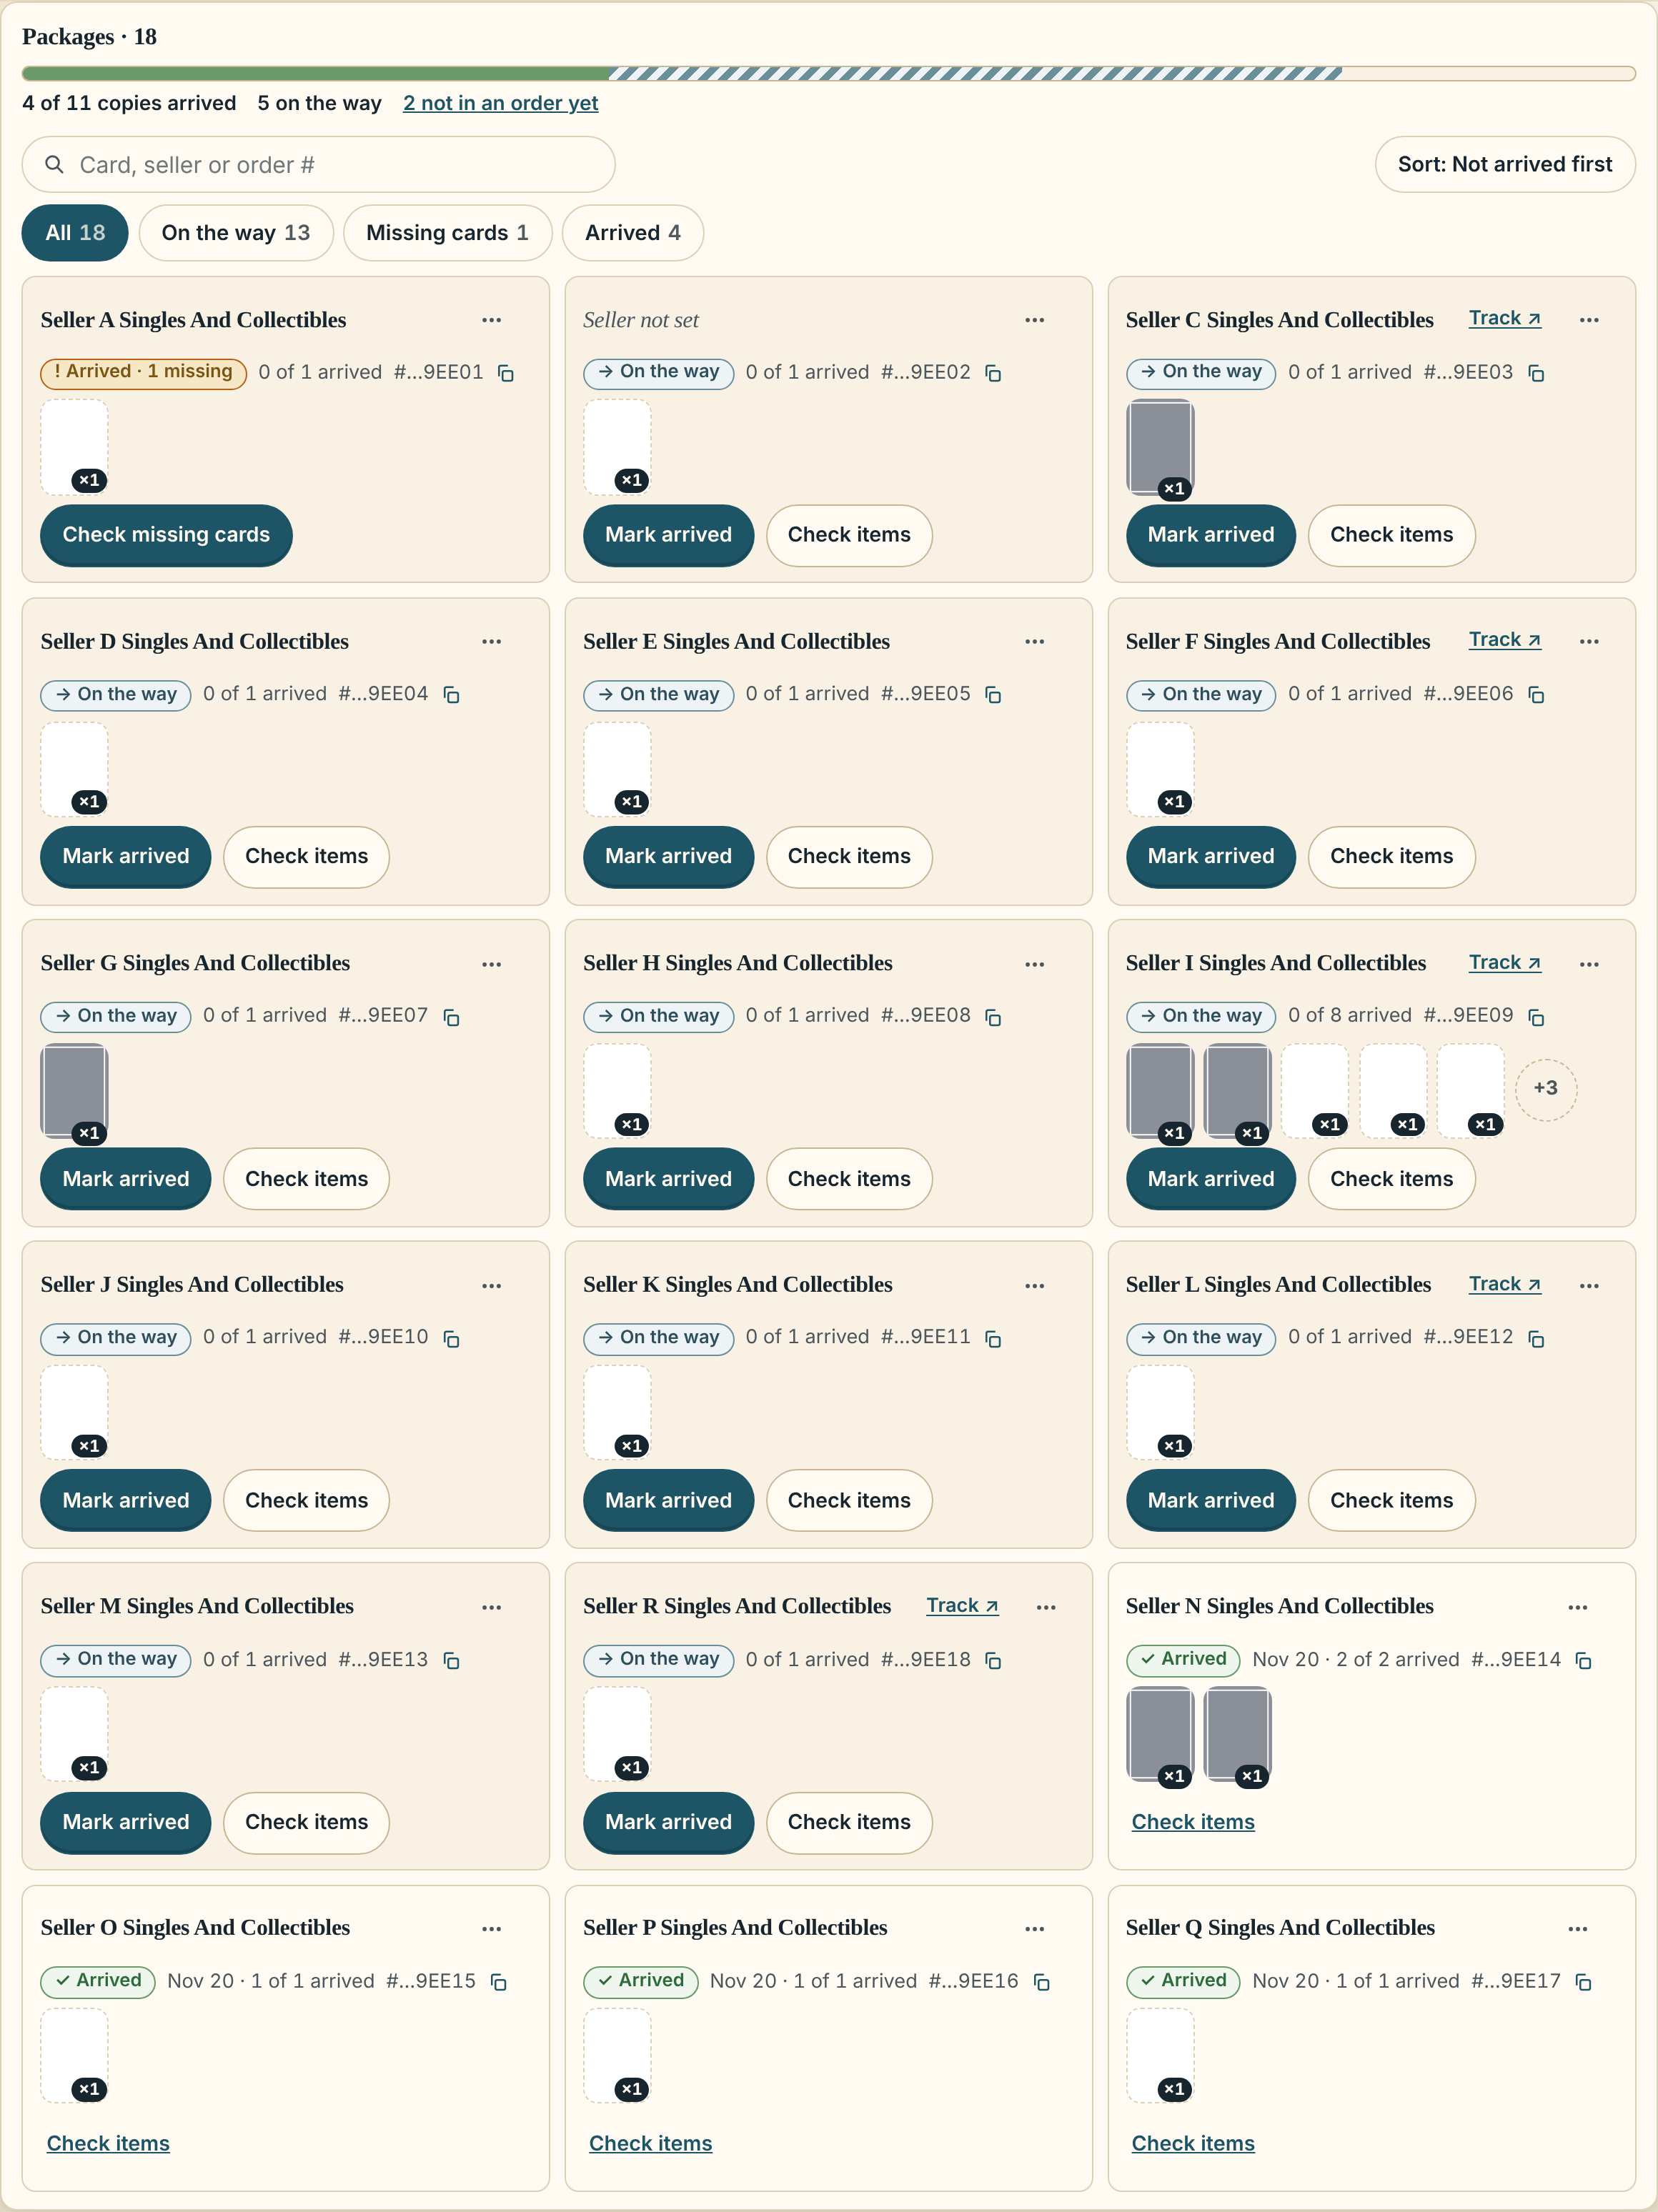 Packages · 18
4 of 11 copies arrived 5 on the way 2 not in an order yet
Card, seller or order # Sort: Not arrived first
All 18 On the way 13 Missing cards 1 Arrived 4
Seller A Singles And Collectibles
! Arrived · 1 missing 0 of 1 arrived #…9EE01
×1
Check missing cards
Seller not set
→ On the way 0 of 1 arrived #…9EE02
×1
Mark arrived Check items
Seller C Singles And Collectibles Track ↗
→ On the way 0 of 1 arrived #…9EE03
×1
Mark arrived Check items
Seller D Singles And Collectibles
→ On the way 0 of 1 arrived #…9EE04
×1
Mark arrived Check items
Seller E Singles And Collectibles
→ On the way 0 of 1 arrived #…9EE05
×1
Mark arrived Check items
Seller F Singles And Collectibles Track ↗
→ On the way 0 of 1 arrived #…9EE06
×1
Mark arrived Check items
Seller G Singles And Collectibles
→ On the way 0 of 1 arrived #…9EE07
×1
Mark arrived Check items
Seller H Singles And Collectibles
→ On the way 0 of 1 arrived #…9EE08
×1
Mark arrived Check items
Seller I Singles And Collectibles Track ↗
→ On the way 0 of 8 arrived #…9EE09
×1 ×1 ×1 ×1 ×1 +3
Mark arrived Check items
Seller J Singles And Collectibles
→ On the way 0 of 1 arrived #…9EE10
×1
Mark arrived Check items
Seller K Singles And Collectibles
→ On the way 0 of 1 arrived #…9EE11
×1
Mark arrived Check items
Seller L Singles And Collectibles Track ↗
→ On the way 0 of 1 arrived #…9EE12
×1
Mark arrived Check items
Seller M Singles And Collectibles
→ On the way 0 of 1 arrived #…9EE13
×1
Mark arrived Check items
Seller R Singles And Collectibles Track ↗
→ On the way 0 of 1 arrived #…9EE18
×1
Mark arrived Check items
Seller N Singles And Collectibles
✓ Arrived Nov 20 · 2 of 2 arrived #…9EE14
×1 ×1
Check items
Seller O Singles And Collectibles
✓ Arrived Nov 20 · 1 of 1 arrived #…9EE15
×1
Check items
Seller P Singles And Collectibles
✓ Arrived Nov 20 · 1 of 1 arrived #…9EE16
×1
Check items
Seller Q Singles And Collectibles
✓ Arrived Nov 20 · 1 of 1 arrived #…9EE17
×1
Check items